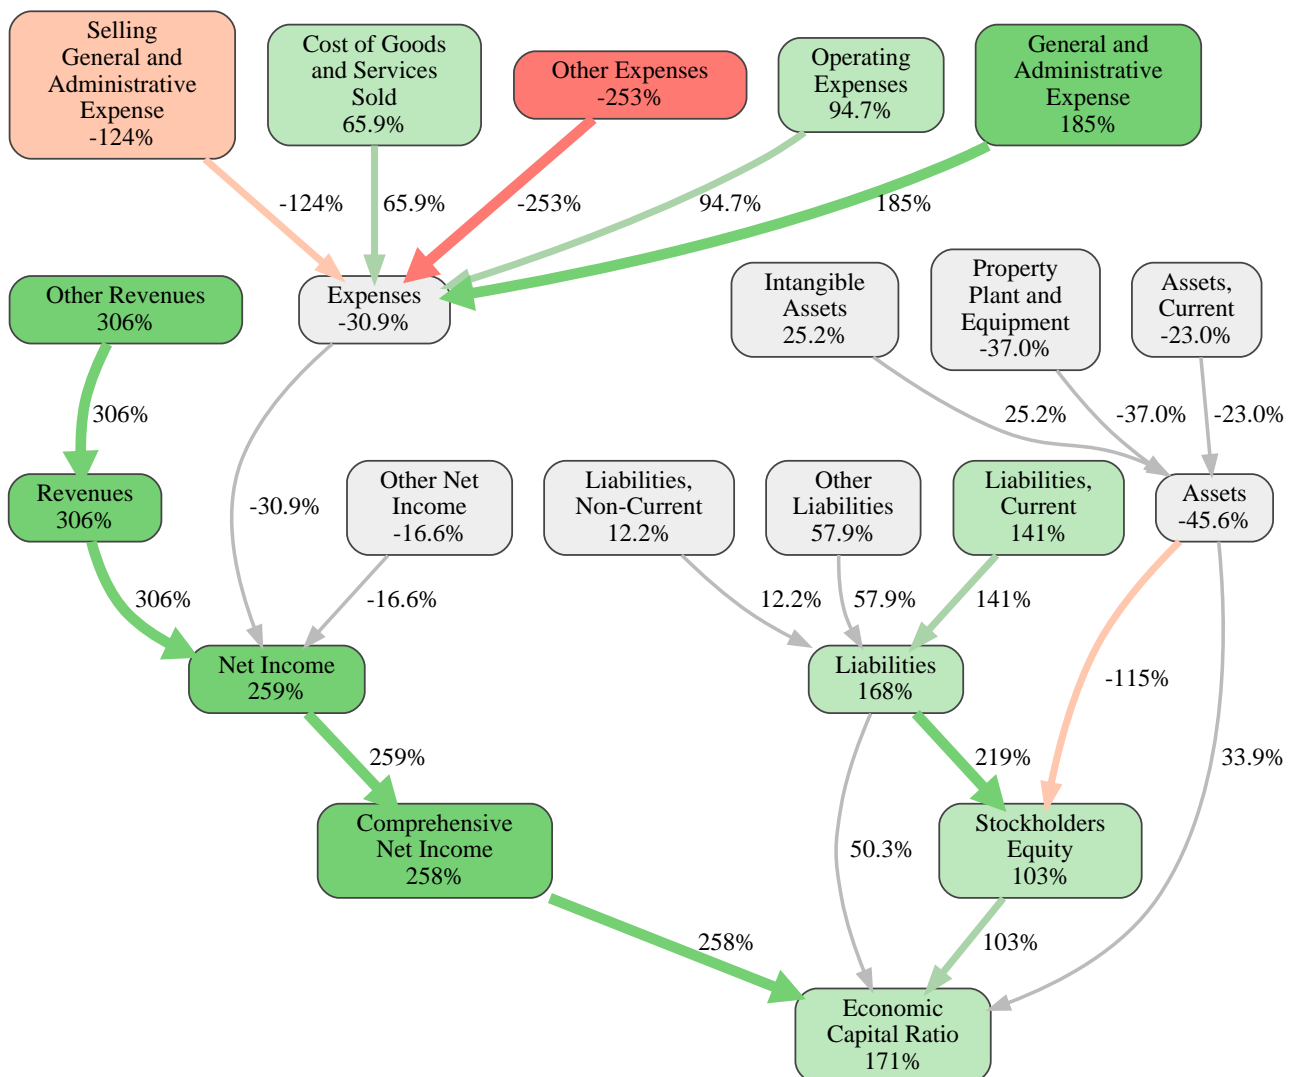 Selling
General and
Administrative
Expense
-124%
Cost of Goods
and Services
Sold
65.9%
Other Expenses
-253%
Operating
Expenses
94.7%
General and
Administrative
Expense
185%
-124%
65.9%
-253%
94.7%
185%
Other Revenues
306%
Expenses
-30.9%
Intangible
Assets
25.2%
Property
Plant and
Equipment
-37.0%
Assets,
Current
-23.0%
306%
25.2%
-37.0%
-23.0%
Revenues
306%
-30.9%
Other Net
Income
-16.6%
Liabilities,
Non-Current
12.2%
Other
Liabilities
57.9%
Liabilities,
Current
141%
Assets
-45.6%
306%
-16.6%
12.2%
57.9%
141%
Net Income
259%
Liabilities
168%
-115%
259%
219%
33.9%
Comprehensive
Net Income
258%
50.3%
Stockholders
Equity
103%
258%
103%
Economic
Capital Ratio
171%